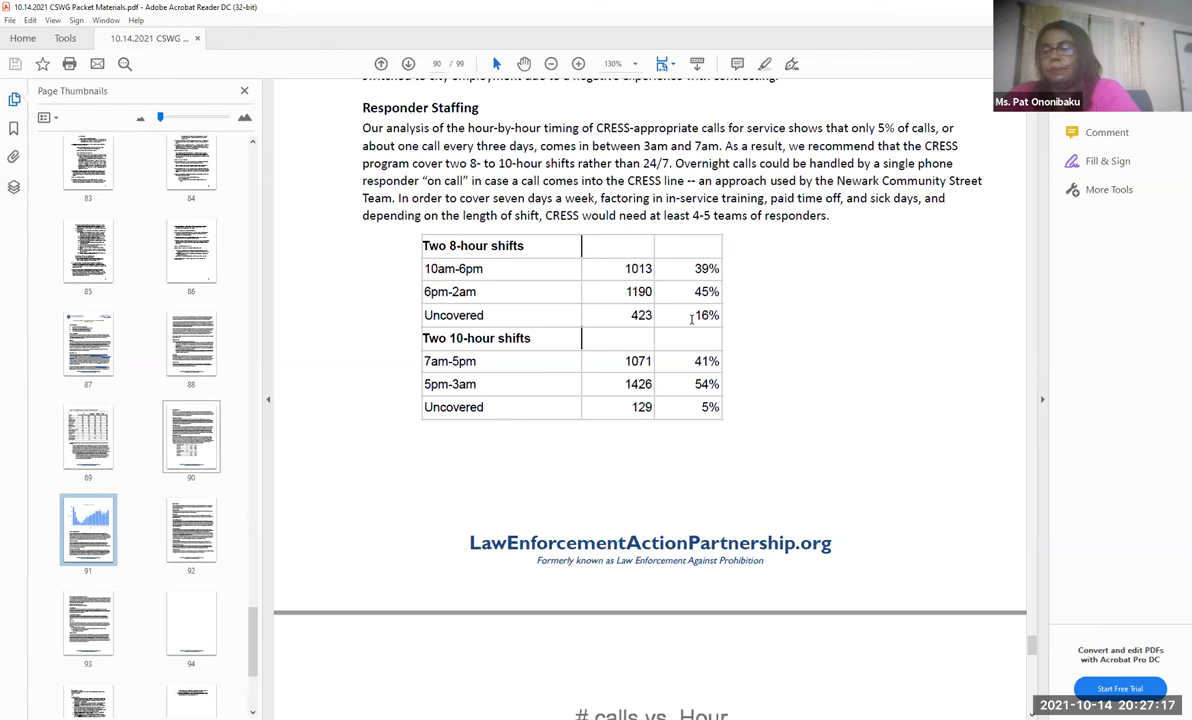 10.14.2021 CSWG Packet Materials.pdf - Adobe Acrobat Reader DC (32-bit)
File Edit View Sign Window Help
Home Tools 10.14.2021 CSWG ... ×
90 / 99 130%
Page Thumbnails
83 84
85 86
87 88
89 90
91 92
93 94
switched to city employment due to a negative experience with contracting.
Responder Staffing
Our analysis of the hour-by-hour timing of CRESS-appropriate calls for service shows that only 5% of calls, or
about one call every three days, comes in between 3am and 7am. As a result, we recommend that the CRESS
program cover two 8- to 10-hour shifts rather than 24/7. Overnight calls could be handled by a single phone
responder “on call” in case a call comes into the CRESS line -- an approach used by the Newark Community Street
Team. In order to cover seven days a week, factoring in in-service training, paid time off, and sick days, and
depending on the length of shift, CRESS would need at least 4-5 teams of responders.
Two 8-hour shifts
10am-6pm 1013 39%
6pm-2am 1190 45%
Uncovered 423 16%
Two 10-hour shifts
7am-5pm 1071 41%
5pm-3am 1426 54%
Uncovered 129 5%
LawEnforcementActionPartnership.org
Formerly known as Law Enforcement Against Prohibition
# calls vs. Hour
Ms. Pat Ononibaku
Comment
Fill & Sign
More Tools
Convert and edit PDFs
with Acrobat Pro DC
Start Free Trial
2021-10-14 20:27:17